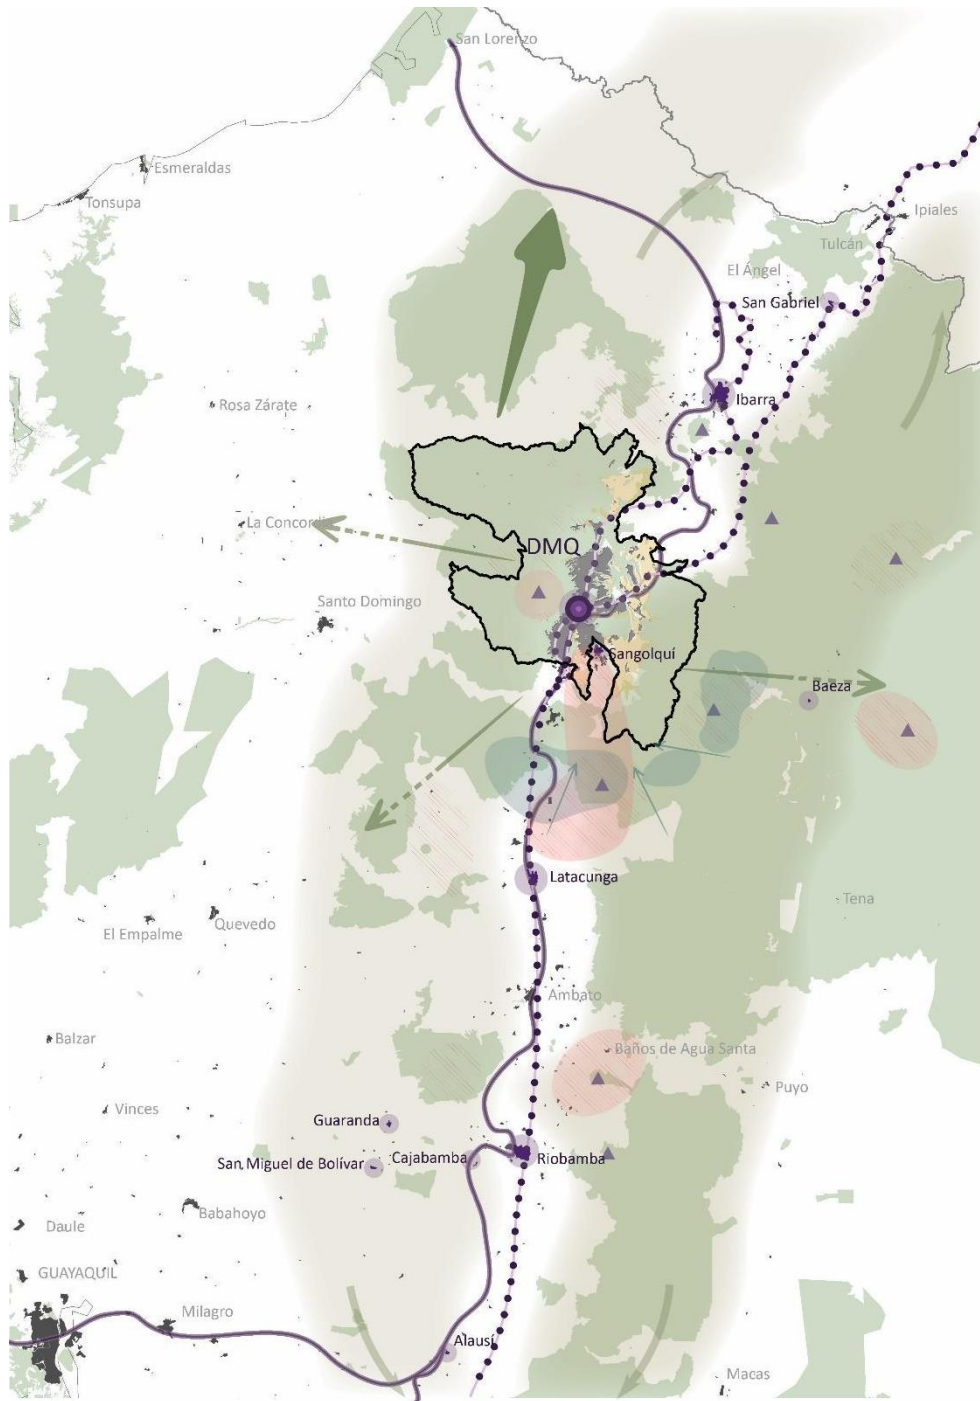 San Lorenzo
Esmeraldas
Tonsupa
Ipiales
Tulcán
El Ángel
San Gabriel
Ibarra
Rosa Zárate
La Concordia
DMQ
Santo Domingo
Sangolquí
Baeza
Latacunga
Tena
El Empalme
Quevedo
Ambato
Balzar
Baños de Agua Santa
Puyo
Vinces
Guaranda
San Miguel de Bolívar
Cajabamba
Riobamba
Babahoyo
Daule
GUAYAQUIL
Milagro
Alausí
Macas